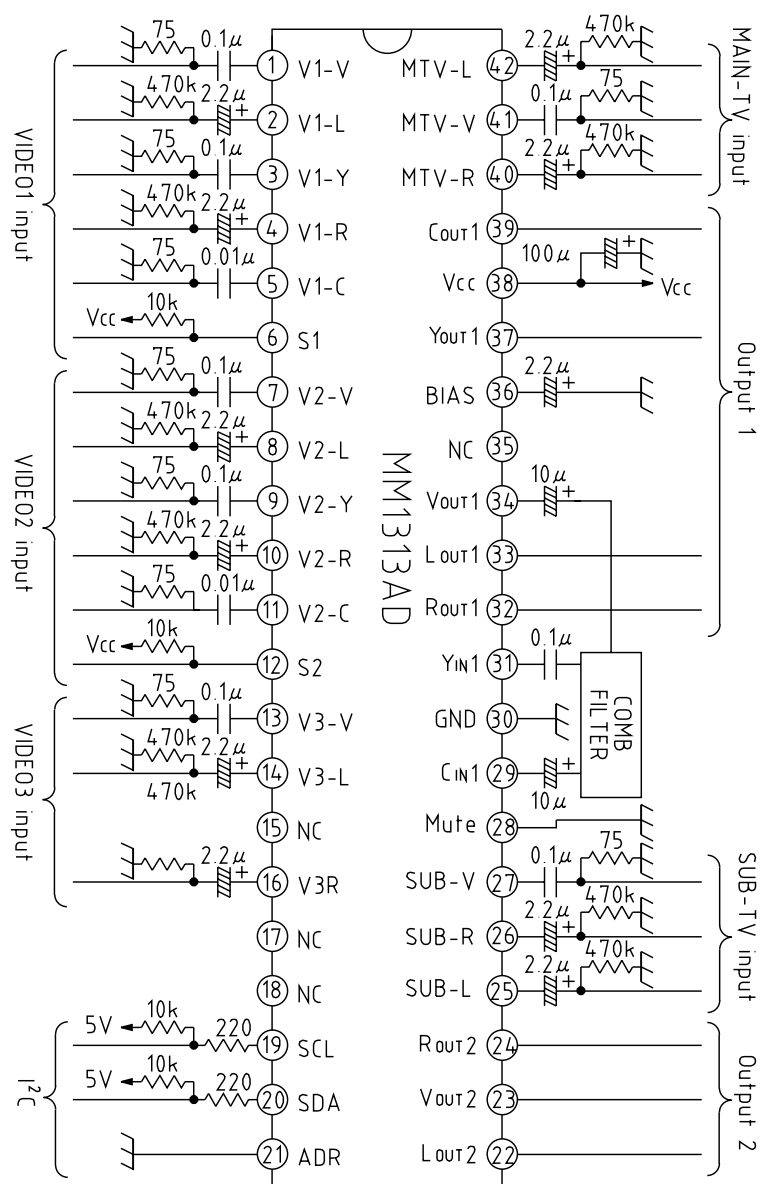 75
0.1μ
1
V1-V
470k
2.2μ +
2
V1-L
75
0.1μ
3
V1-Y
470k
2.2μ +
4
V1-R
75
0.01μ
5
V1-C
Vcc
10k
6
S1
VIDEO1 input
75
0.1μ
7
V2-V
470k
2.2μ +
8
V2-L
75
0.1μ
9
V2-Y
470k
2.2μ +
10
V2-R
75
0.01μ
11
V2-C
Vcc
10k
12
S2
VIDEO2 input
75
0.1μ
13
V3-V
470k
2.2μ +
14
V3-L
470k
15
NC
2.2μ +
16
V3R
VIDEO3 input
17
NC
18
NC
5V
10k
220
19
SCL
5V
10k
220
20
SDA
21
ADR
I²C
MM1313AD
MTV-L
42
2.2μ +
470k
MTV-V
41
0.1μ
75
MTV-R
40
2.2μ +
470k
MAIN-TV input
COUT1
39
100μ +
VCC
38
Vcc
YOUT1
37
BIAS
36
2.2μ +
NC
35
VOUT1
34
10μ +
LOUT1
33
ROUT1
32
Output 1
YIN1
31
0.1μ
COMB
FILTER
GND
30
CIN1
29
+
10μ
Mute
28
SUB-V
27
0.1μ
75
SUB-R
26
2.2μ +
470k
SUB-L
25
2.2μ +
470k
SUB-TV input
ROUT2
24
VOUT2
23
LOUT2
22
Output 2